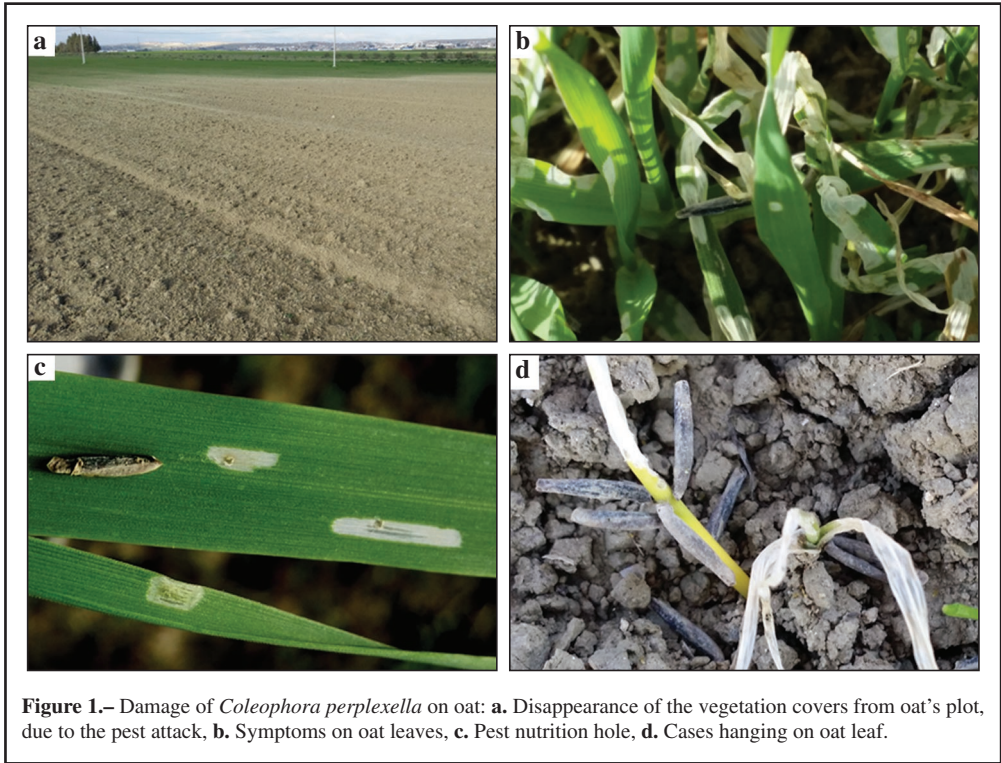 a
b
c
d
Figure 1.– Damage of Coleophora perplexella on oat: a. Disappearance of the vegetation covers from oat's plot,
due to the pest attack, b. Symptoms on oat leaves, c. Pest nutrition hole, d. Cases hanging on oat leaf.